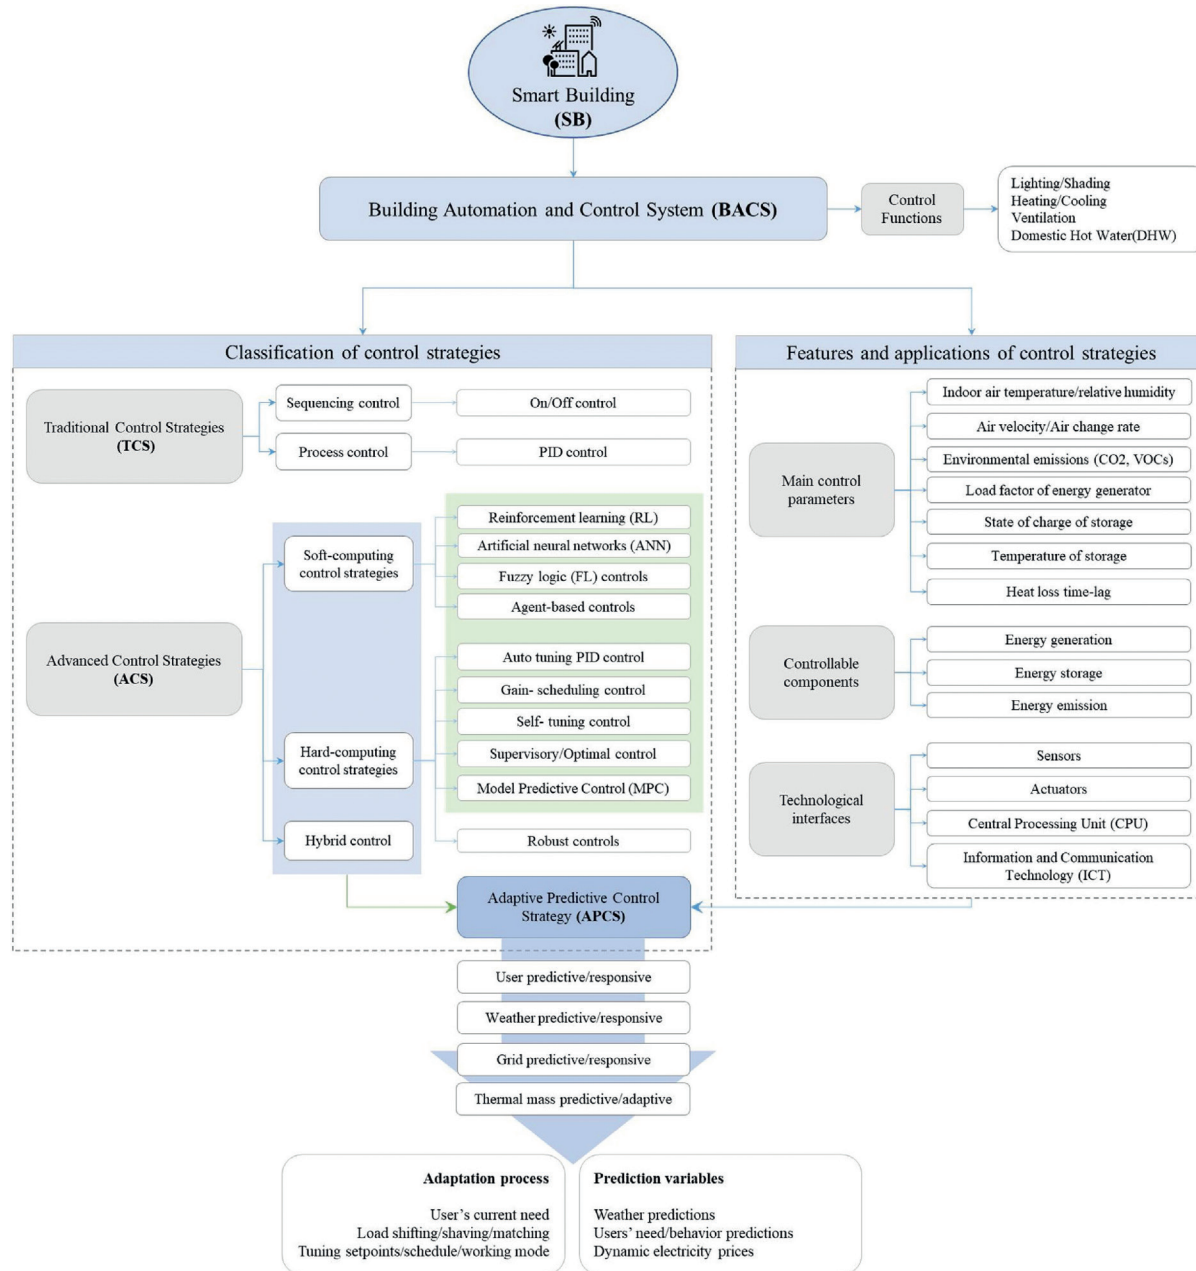 Smart Building
(SB)
Building Automation and Control System (BACS)
Control
Functions
Lighting/Shading
Heating/Cooling
Ventilation
Domestic Hot Water(DHW)
Classification of control strategies
Traditional Control Strategies
(TCS)
Sequencing control
On/Off control
Process control
PID control
Advanced Control Strategies
(ACS)
Soft-computing
control strategies
Reinforcement learning (RL)
Artificial neural networks (ANN)
Fuzzy logic (FL) controls
Agent-based controls
Hard-computing
control strategies
Auto tuning PID control
Gain- scheduling control
Self- tuning control
Supervisory/Optimal control
Model Predictive Control (MPC)
Robust controls
Hybrid control
Features and applications of control strategies
Main control
parameters
Indoor air temperature/relative humidity
Air velocity/Air change rate
Environmental emissions (CO2, VOCs)
Load factor of energy generator
State of charge of storage
Temperature of storage
Heat loss time-lag
Controllable
components
Energy generation
Energy storage
Energy emission
Technological
interfaces
Sensors
Actuators
Central Processing Unit (CPU)
Information and Communication
Technology (ICT)
Adaptive Predictive Control
Strategy (APCS)
User predictive/responsive
Weather predictive/responsive
Grid predictive/responsive
Thermal mass predictive/adaptive
Adaptation process
User’s current need
Load shifting/shaving/matching
Tuning setpoints/schedule/working mode
Prediction variables
Weather predictions
Users’ need/behavior predictions
Dynamic electricity prices